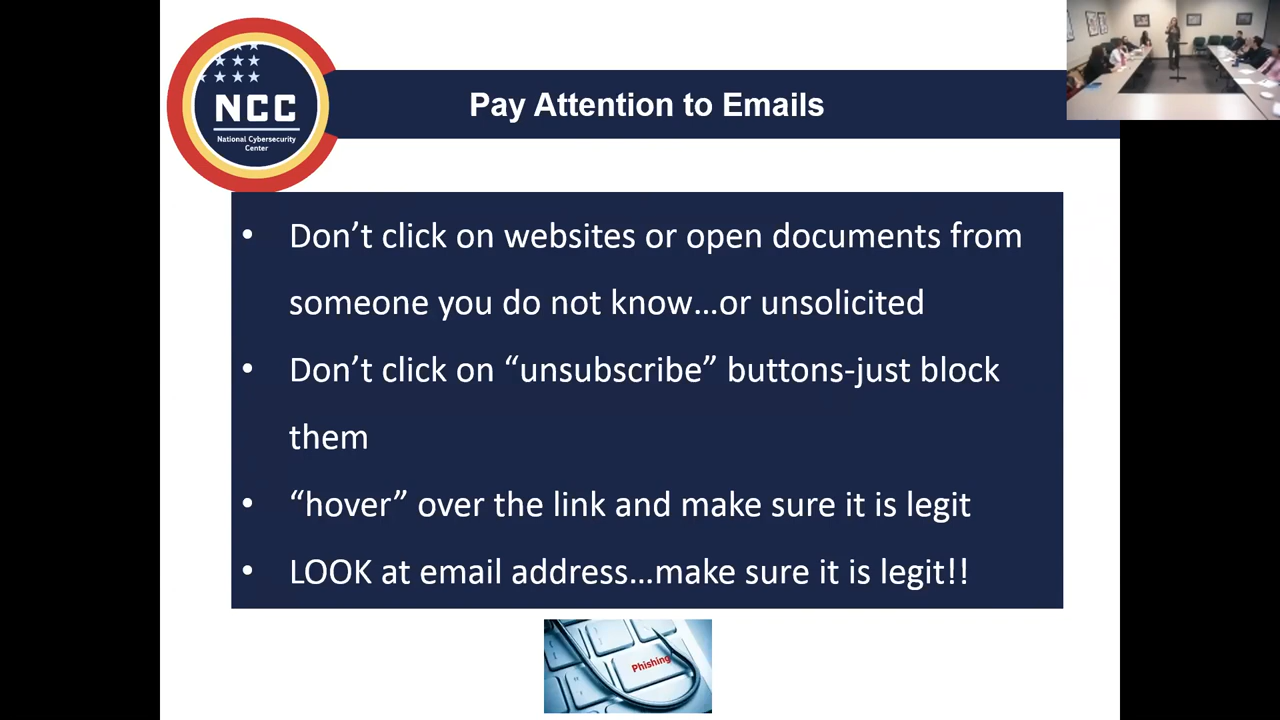 NCC
National Cybersecurity
Center
Pay Attention to Emails
• Don’t click on websites or open documents from
someone you do not know…or unsolicited
• Don’t click on “unsubscribe” buttons-just block
them
• “hover” over the link and make sure it is legit
• LOOK at email address…make sure it is legit!!
Phishing